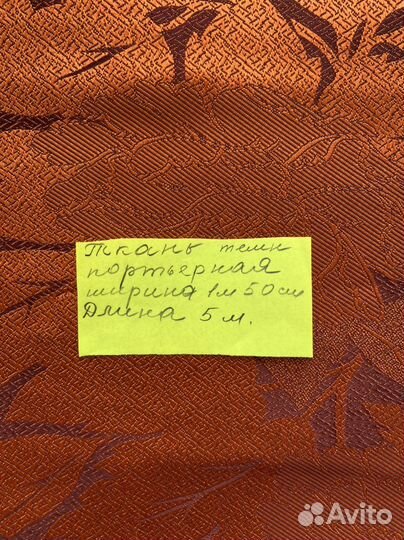 Ткань темн
портьерная
ширина 1м 50см
Длина 5 м.
Avito